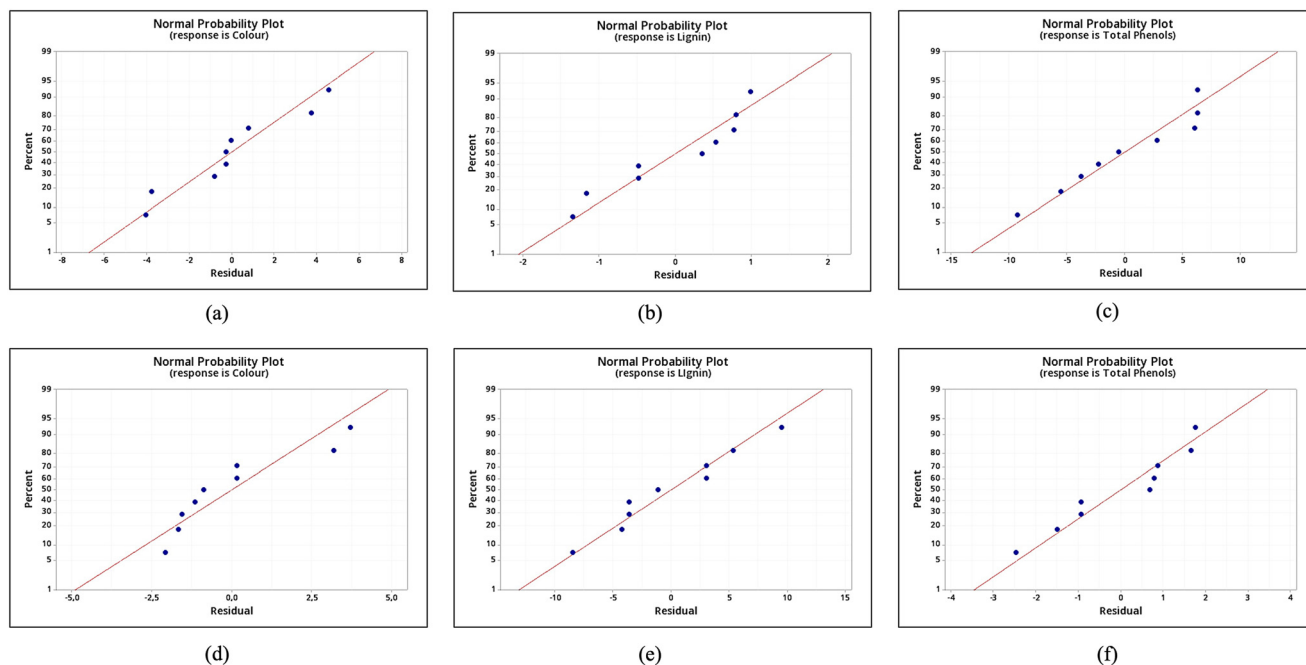 Normal Probability Plot
(response is Colour)
Percent
99
95
90
80
70
60
50
40
30
20
10
5
1
-8 -6 -4 -2 0 2 4 6 8
Residual
(a)
Normal Probability Plot
(response is Lignin)
Percent
99
95
90
80
70
60
50
40
30
20
10
5
1
-2 -1 0 1 2
Residual
(b)
Normal Probability Plot
(response is Total Phenols)
Percent
99
95
90
80
70
60
50
40
30
20
10
5
1
-15 -10 -5 0 5 10
Residual
(c)
Normal Probability Plot
(response is Colour)
Percent
99
95
90
80
70
60
50
40
30
20
10
5
1
-5,0 -2,5 0,0 2,5 5,0
Residual
(d)
Normal Probability Plot
(response is LIgnin)
Percent
99
95
90
80
70
60
50
40
30
20
10
5
1
-10 -5 0 5 10 15
Residual
(e)
Normal Probability Plot
(response is Total Phenols)
Percent
99
95
90
80
70
60
50
40
30
20
10
5
1
-4 -3 -2 -1 0 1 2 3 4
Residual
(f)